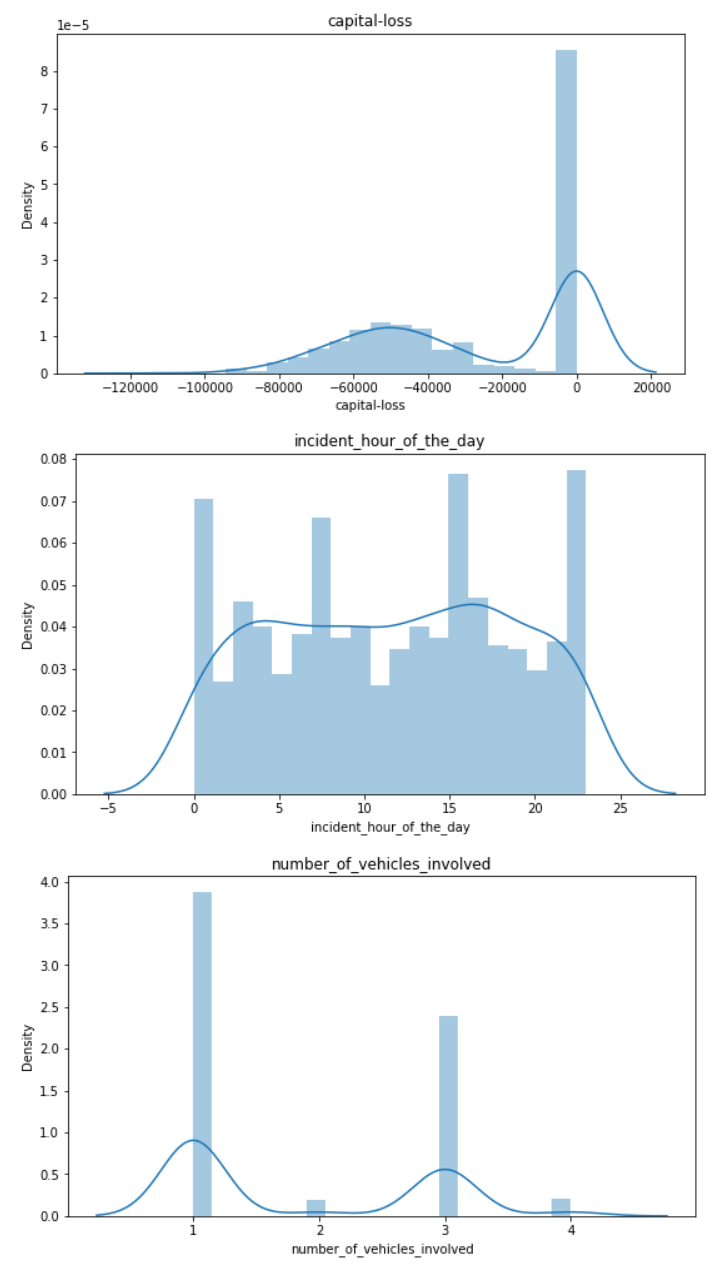 capital-loss
1e−5
8
7
6
5
4
3
2
1
0
Density
−120000 −100000 −80000 −60000 −40000 −20000 0 20000
capital-loss
incident_hour_of_the_day
0.08
0.07
0.06
0.05
0.04
0.03
0.02
0.01
0.00
Density
−5 0 5 10 15 20 25
incident_hour_of_the_day
number_of_vehicles_involved
4.0
3.5
3.0
2.5
2.0
1.5
1.0
0.5
0.0
Density
1 2 3 4
number_of_vehicles_involved